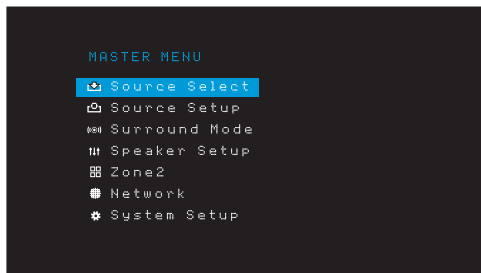 MASTER MENU
Source Select
Source Setup
Surround Mode
Speaker Setup
Zone2
Network
System Setup